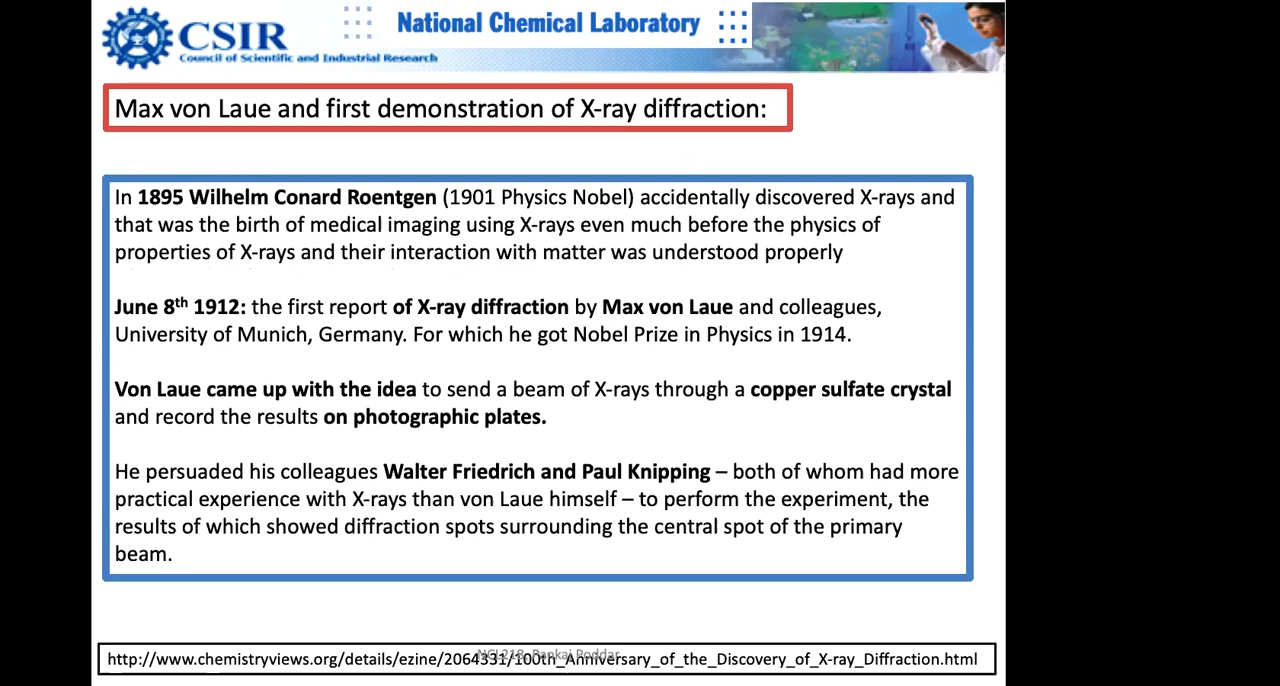 CSIR
Council of Scientific and Industrial Research
National Chemical Laboratory
Max von Laue and first demonstration of X-ray diffraction:
In 1895 Wilhelm Conard Roentgen (1901 Physics Nobel) accidentally discovered X-rays and
that was the birth of medical imaging using X-rays even much before the physics of
properties of X-rays and their interaction with matter was understood properly
June 8th 1912: the first report of X-ray diffraction by Max von Laue and colleagues,
University of Munich, Germany. For which he got Nobel Prize in Physics in 1914.
Von Laue came up with the idea to send a beam of X-rays through a copper sulfate crystal
and record the results on photographic plates.
He persuaded his colleagues Walter Friedrich and Paul Knipping – both of whom had more
practical experience with X-rays than von Laue himself – to perform the experiment, the
results of which showed diffraction spots surrounding the central spot of the primary
beam.
http://www.chemistryviews.org/details/ezine/2064331/100th_Anniversary_of_the_Discovery_of_X-ray_Diffraction.html
Pankaj Poddar